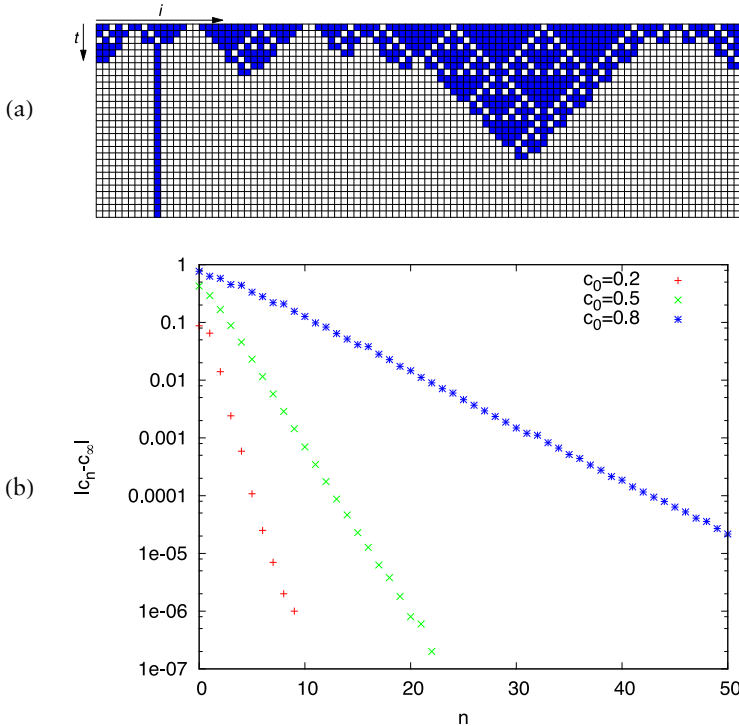 i
t
(a)
(b)
1
0.1
0.01
0.001
0.0001
1e-05
1e-06
1e-07
|cₙ-c∞|
c₀=0.2
c₀=0.5
c₀=0.8
0
10
20
30
40
50
n